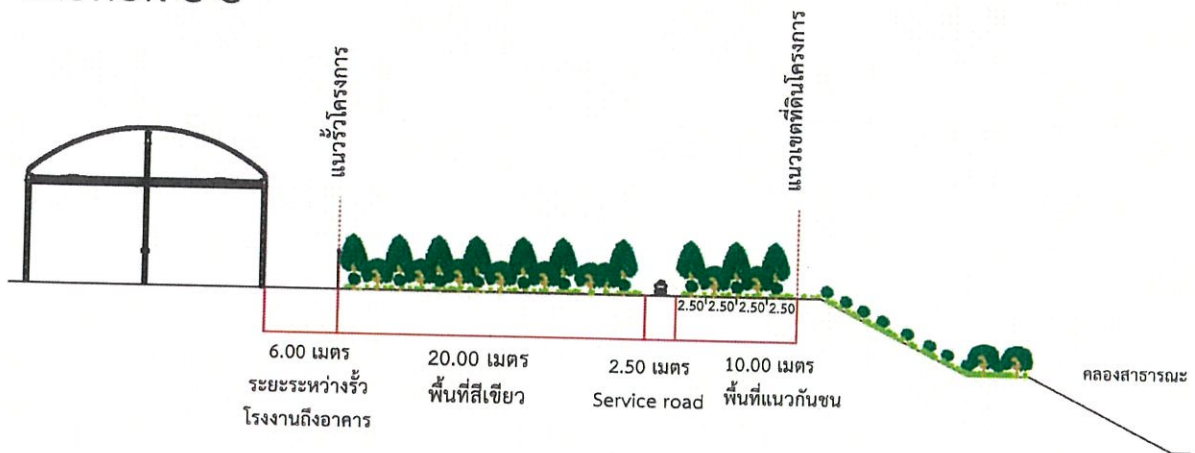 แนวรั้วโครงการ
แนวเขตที่ดินโครงการ
2.50 2.50 2.50 2.50
6.00 เมตร
ระยะระหว่างรั้ว
โรงงานถึงอาคาร
20.00 เมตร
พื้นที่สีเขียว
2.50 เมตร
Service road
10.00 เมตร
พื้นที่แนวกันชน
คลองสาธารณะ